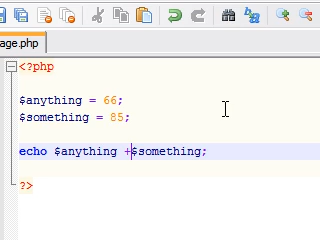 age.php
<?php
$anything = 66;
$something = 85;
echo $anything +$something;
?>